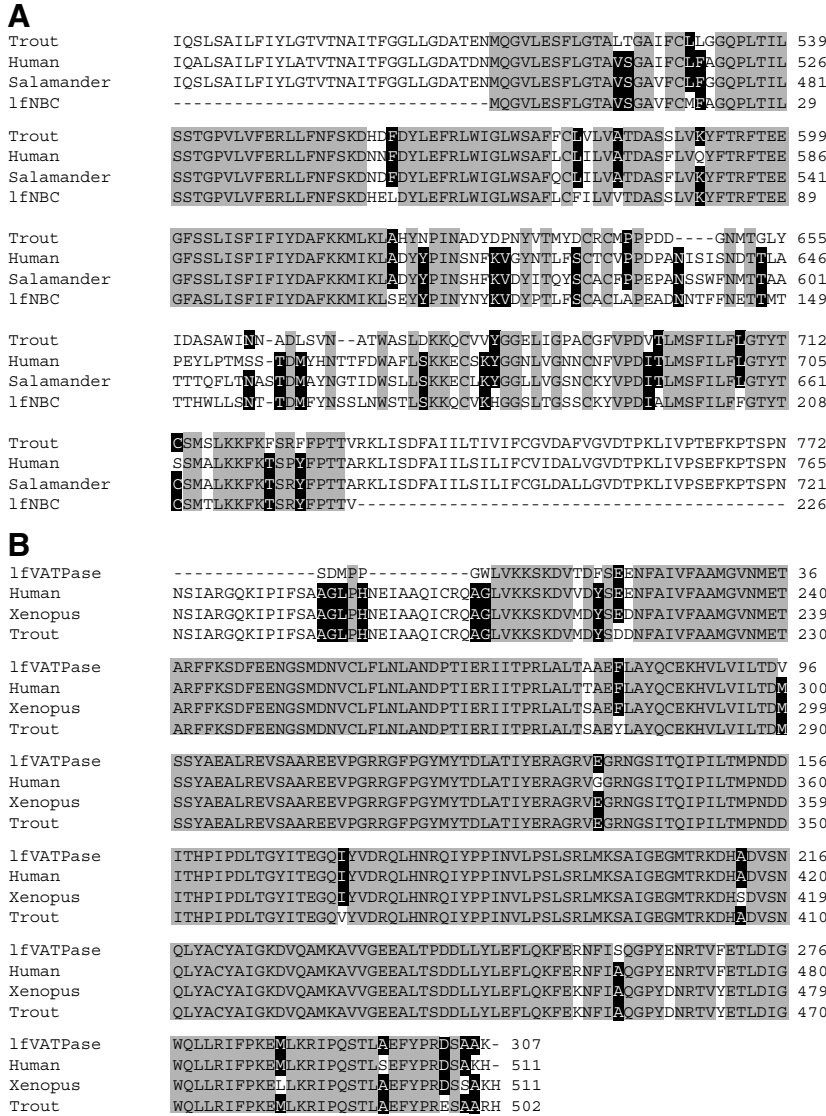 A
Trout IQSLSAILFIYLGTVTNAITFGGLLGDATENMQGVLESFLGTALTGAIFCLLGGQPLTIL 539
Human IQALSAILFIYLATVTNAITFGGLLGDATDNMQGVLESFLGTAVSGAIFCLFAGQPLTIL 526
Salamander IQSLSAILFIYLGTVTNAITFGGLLGDATENMQGVLESFLGTAVSGAVFCLFGGQPLTIL 481
lfNBC -------------------------------MQGVLESFLGTAVSGAVFCMFAGQPLTIL 29
Trout SSTGPVLVFERLLFNFSKDHDFDYLEFRLWIGLWSAFFCLVLVATDASSLVKYFTRFTEE 599
Human SSTGPVLVFERLLFNFSKDNNFDYLEFRLWIGLWSAFLCLILVATDASFLVQYFTRFTEE 586
Salamander SSTGPVLVFERLLFNFSKDNDFDYLEFRLWIGLWSAFQCLILVATDASFLVKYFTRFTEE 541
lfNBC SSTGPVLVFERLLFNFSKDHELDYLEFRLWIGLWSAFLCFILVVTDASSLVKYFTRFTEE 89
Trout GFSSLISFIFIYDAFKKMLKLAHYNPINADYDPNYVTMYDCRCMPPPDD----GNMTGLY 655
Human GFSSLISFIFIYDAFKKMIKLADYYPINSNFKVGYNTLFSCTCVPPDPANISISNDTTLA 646
Salamander GFSSLISFIFIYDAFKKMIKLADYYPINSHFKVDYITQYSCACFPPEPANSSWFNMTTAA 601
lfNBC GFASLISFIFIYDAFKKMLKLSEYYPINYNYKVDYPTLFSCACLAPEADNNTFFNETTMT 149
Trout IDASAWINN-ADLSVN--ATWASLDKKQCVVYGGELIGPACGFVPDVTLMSFILFLGTYT 712
Human PEYLPTMSS-TDMYHNTTFDWAFLSKKECSKYGGNLVGNNCNFVPDITLMSFILFLGTYT 705
Salamander TTTQFLTNASTDMAYNGTIDWSLLSKKECLKYGGLLVGSSCKYVPDITLMSFILFLGTYT 661
lfNBC TTHWLLSNT-TDMFYNSSLNWSTLSKKQCVKHGGSLTGSSCKYVPDIALMSFILFFGTYT 208
Trout CSMSLKKFKFSRFFPTTVRKLISDFAIILTIVIFCGVDAFVGVDTPKLIVPTEFKPTSPN 772
Human SSMALKKFKTSPYFPTTARKLISDFAIILSILIFCVIDALVGVDTPKLIVPSEFKPTSPN 765
Salamander CSMALKKFKTSRYFPTTARKLISDFAIILSILIFCGLDALLGVDTPKLIVPSEFKPTSPN 721
lfNBC CSMTLKKFKTSRYFPTTV------------------------------------------ 226
B
lfVATPase --------------SDMPP----------GWLVKKSKDVTDFSEENFAIVFAAMGVNMET 36
Human NSIARGQKIPIFSAAGLPHNEIAAQICRQAGLVKKSKDVVDYSEENFAIVFAAMGVNMET 240
Xenopus NSIARGQKIPIFSAAGLPHNEIAAQICRQAGLVKKSKDVMDYSEDNFAIVFAAMGVNMET 239
Trout NSIARGQKIPIFSAAGLPHNEIAAQICRQAGLVKKSKDVMDYSDDNFAIVFAAMGVNMET 230
lfVATPase ARFFKSDFEENGSMDNVCLFLNLANDPTIERIITPRLALTAAEFLAYQCEKHVLVILTDV 96
Human ARFFKSDFEENGSMDNVCLFLNLANDPTIERIITPRLALTTAEFLAYQCEKHVLVILTDM 300
Xenopus ARFFKSDFEENGSMDNVCLFLNLANDPTIERIITPRLALTSAEFLAYQCEKHVLVILTDM 299
Trout ARFFKSDFEENGSMDNVCLFLNLANDPTIERIITPRLALTSAEYLAYQCEKHVLVILTDM 290
lfVATPase SSYAEALREVSAAREEVPGRRGFPGYMYTDLATIYERAGRVEGRNGSITQIPILTMPNDD 156
Human SSYAEALREVSAAREEVPGRRGFPGYMYTDLATIYERAGRVGGRNGSITQIPILTMPNDD 360
Xenopus SSYAEALREVSAAREEVPGRRGFPGYMYTDLATIYERAGRVEGRNGSITQIPILTMPNDD 359
Trout SSYAEALREVSAAREEVPGRRGFPGYMYTDLATIYERAGRVEGRNGSITQIPILTMPNDD 350
lfVATPase ITHPIPDLTGYITEGQIYVDRQLHNRQIYPPINVLPSLSRLMKSAIGEGMTRKDHADVSN 216
Human ITHPIPDLTGYITEGQIYVDRQLHNRQIYPPINVLPSLSRLMKSAIGEGMTRKDHADVSN 420
Xenopus ITHPIPDLTGYITEGQIYVDRQLHNRQIYPPINVLPSLSRLMKSAIGEGMTRKDHSDVSN 419
Trout ITHPIPDLTGYITEGQVYVDRQLHNRQIYPPINVLPSLSRLMKSAIGEGMTRKDHADVSN 410
lfVATPase QLYACYAIGKDVQAMKAVVGEEALTPDDLLYLEFLQKFERNFISQGPYENRTVFETLDIG 276
Human QLYACYAIGKDVQAMKAVVGEEALTSDDLLYLEFLQKFERNFIAQGPYENRTVFETLDIG 480
Xenopus QLYACYAIGKDVQAMKAVVGEEALTSDDLLYLEFLQKFEKNFIAQGPYDNRTVYETLDIG 479
Trout QLYACYAIGKDVQAMKAVVGEEALTSDDLLYLEFLQKFEKNFIAQGPYDNRTVYETLDIG 470
lfVATPase WQLLRIFPKEMLKRIPQSTLAEFYPRDSAAK- 307
Human WQLLRIFPKEMLKRIPQSTLSEFYPRDSAKH- 511
Xenopus WQLLRIFPKELLKRIPQSTLAEFYPRDSSAKH 511
Trout WQLLRIFPKEMLKRIPQSTLAEFYPRESAARH 502